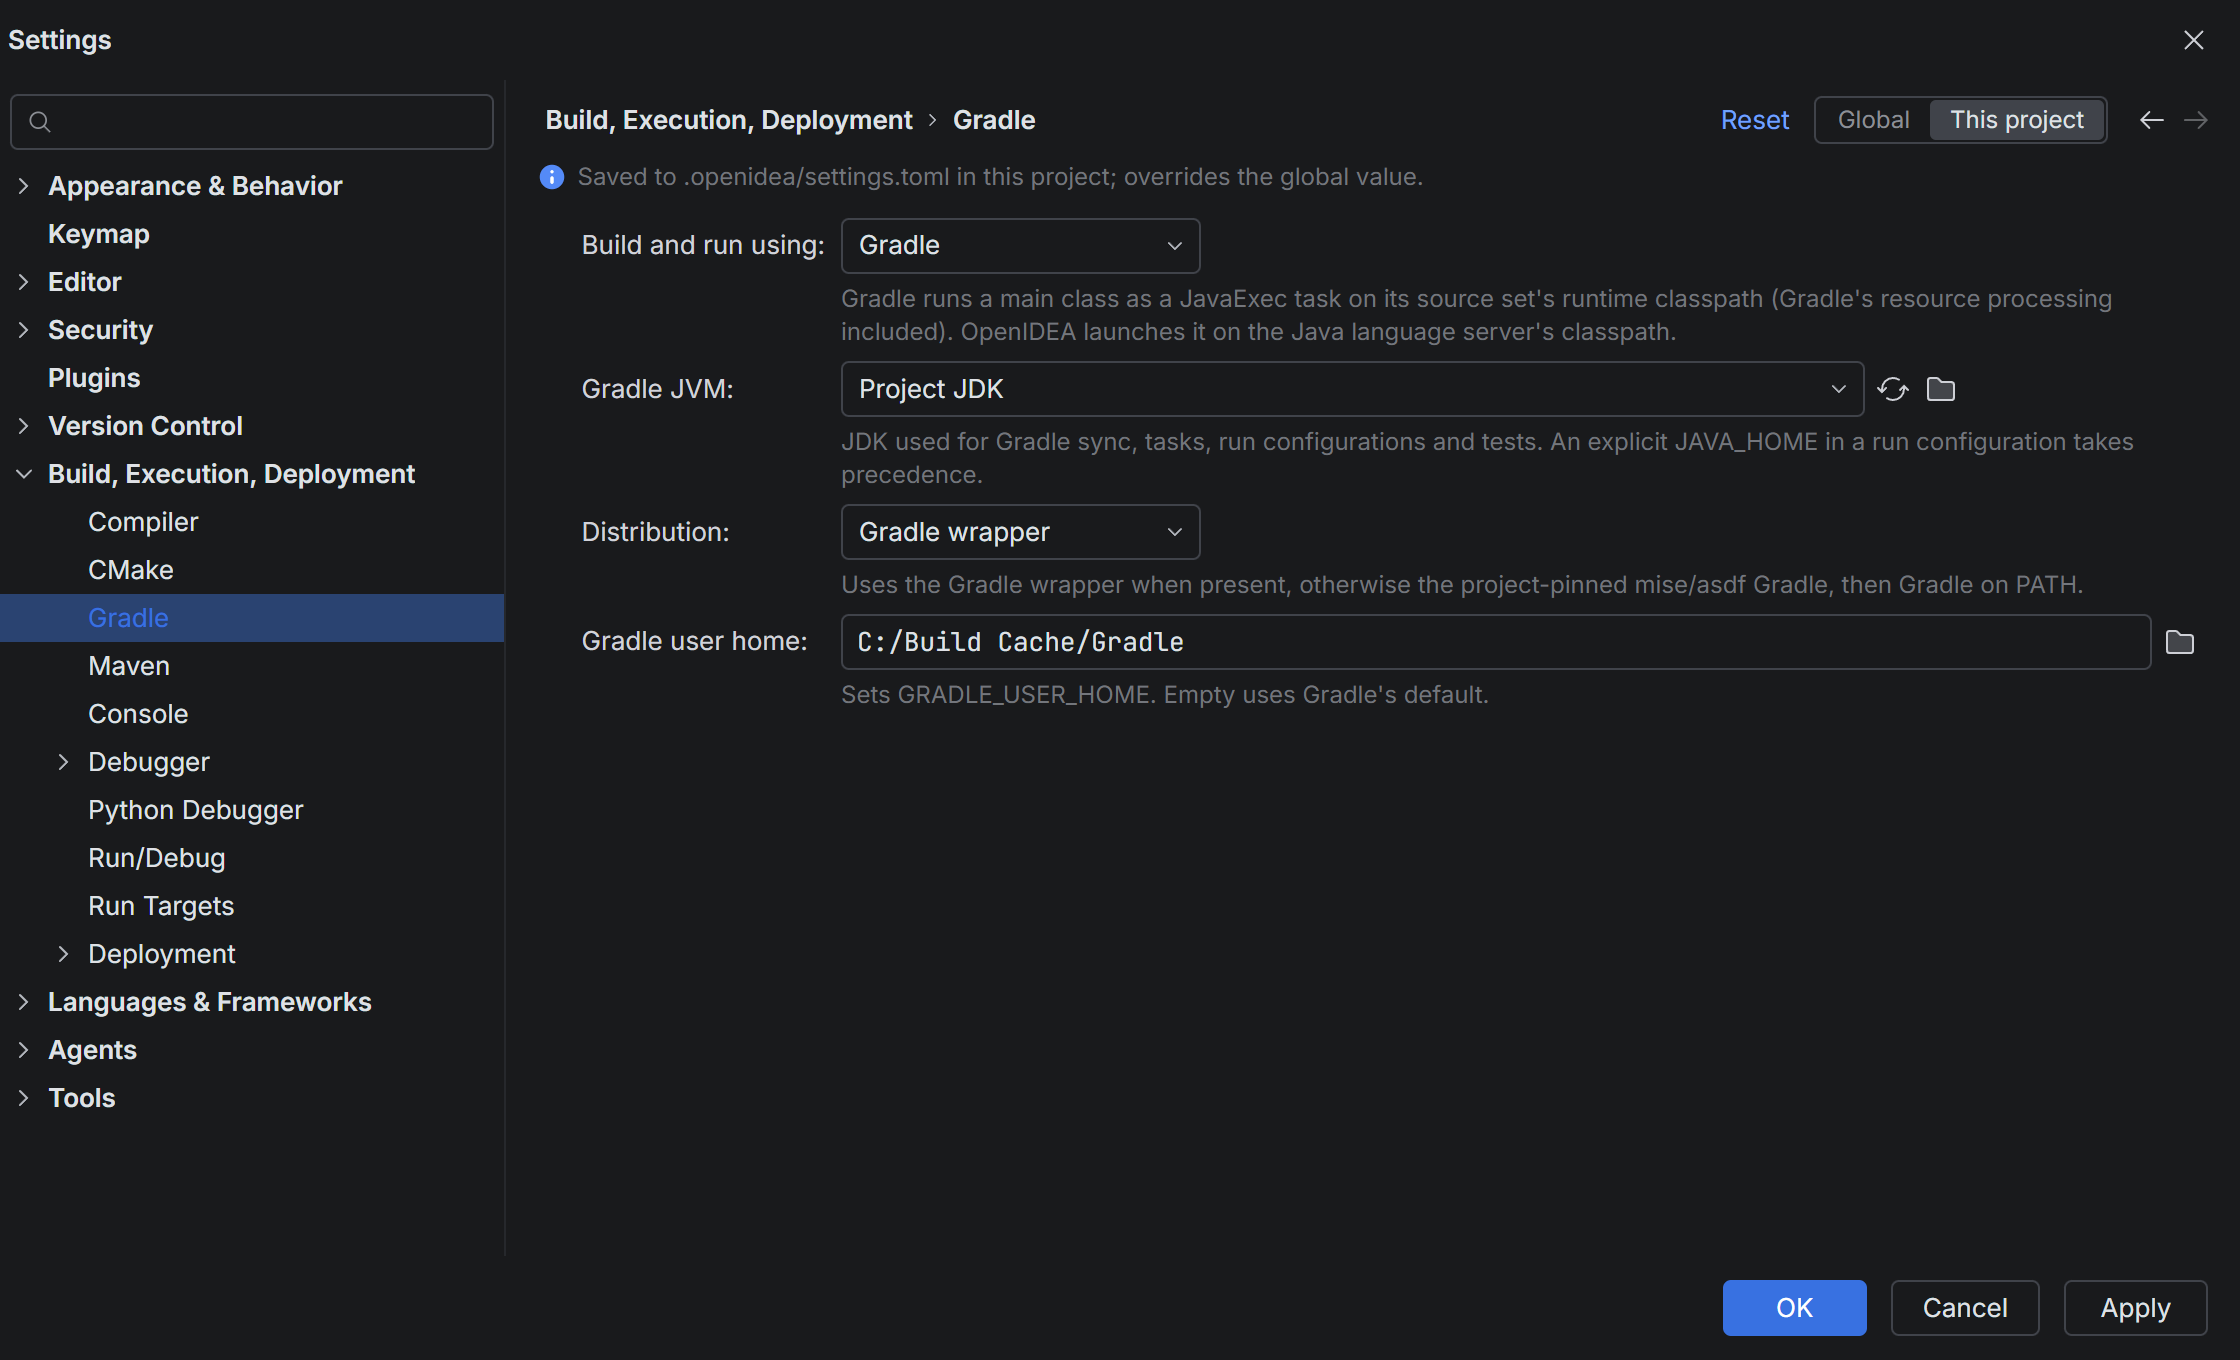 Settings
Appearance & Behavior
Keymap
Editor
Security
Plugins
Version Control
Build, Execution, Deployment
Compiler
CMake
Gradle
Maven
Console
Debugger
Python Debugger
Run/Debug
Run Targets
Deployment
Languages & Frameworks
Agents
Tools
Build, Execution, Deployment › Gradle
Reset
Global
This project
Saved to .openidea/settings.toml in this project; overrides the global value.
Build and run using: Gradle
Gradle runs a main class as a JavaExec task on its source set's runtime classpath (Gradle's resource processing
included). OpenIDEA launches it on the Java language server's classpath.
Gradle JVM: Project JDK
JDK used for Gradle sync, tasks, run configurations and tests. An explicit JAVA_HOME in a run configuration takes
precedence.
Distribution: Gradle wrapper
Uses the Gradle wrapper when present, otherwise the project-pinned mise/asdf Gradle, then Gradle on PATH.
Gradle user home: C:/Build Cache/Gradle
Sets GRADLE_USER_HOME. Empty uses Gradle's default.
OK
Cancel
Apply